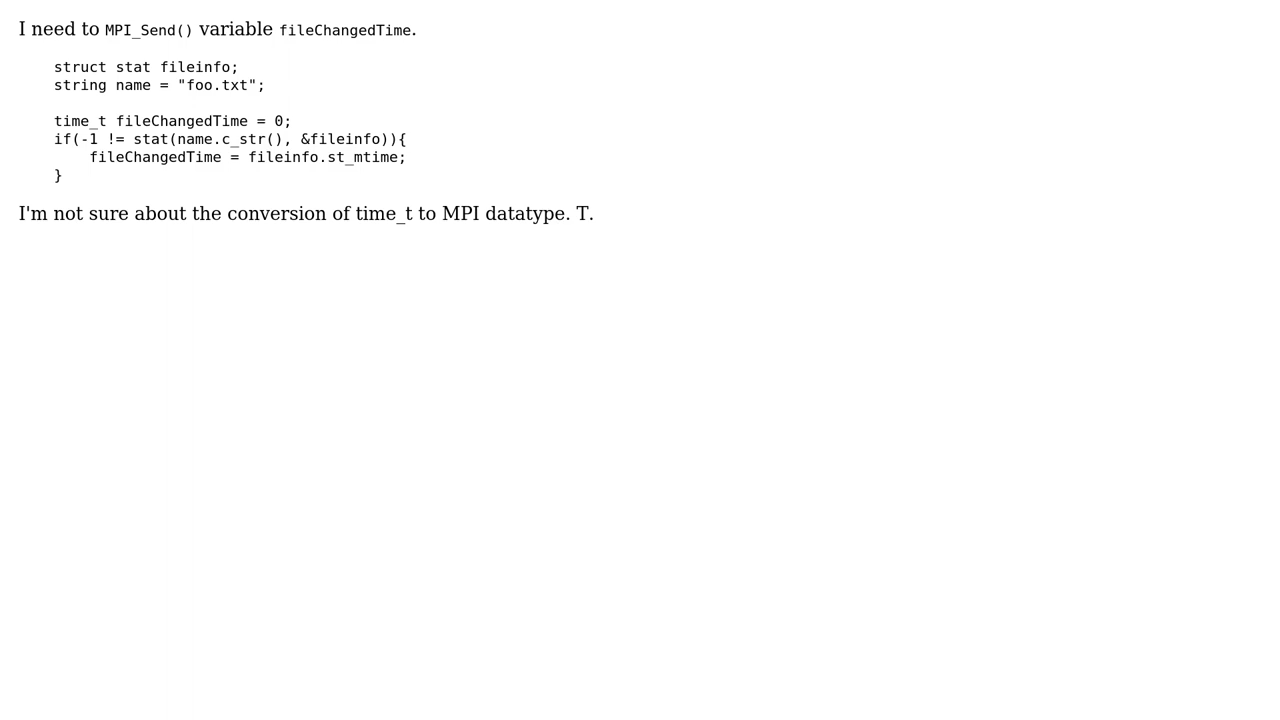 I need to MPI_Send() variable fileChangedTime.
struct stat fileinfo;
string name = "foo.txt";
time_t fileChangedTime = 0;
if(-1 != stat(name.c_str(), &fileinfo)){
    fileChangedTime = fileinfo.st_mtime;
}
I'm not sure about the conversion of time_t to MPI datatype. T.